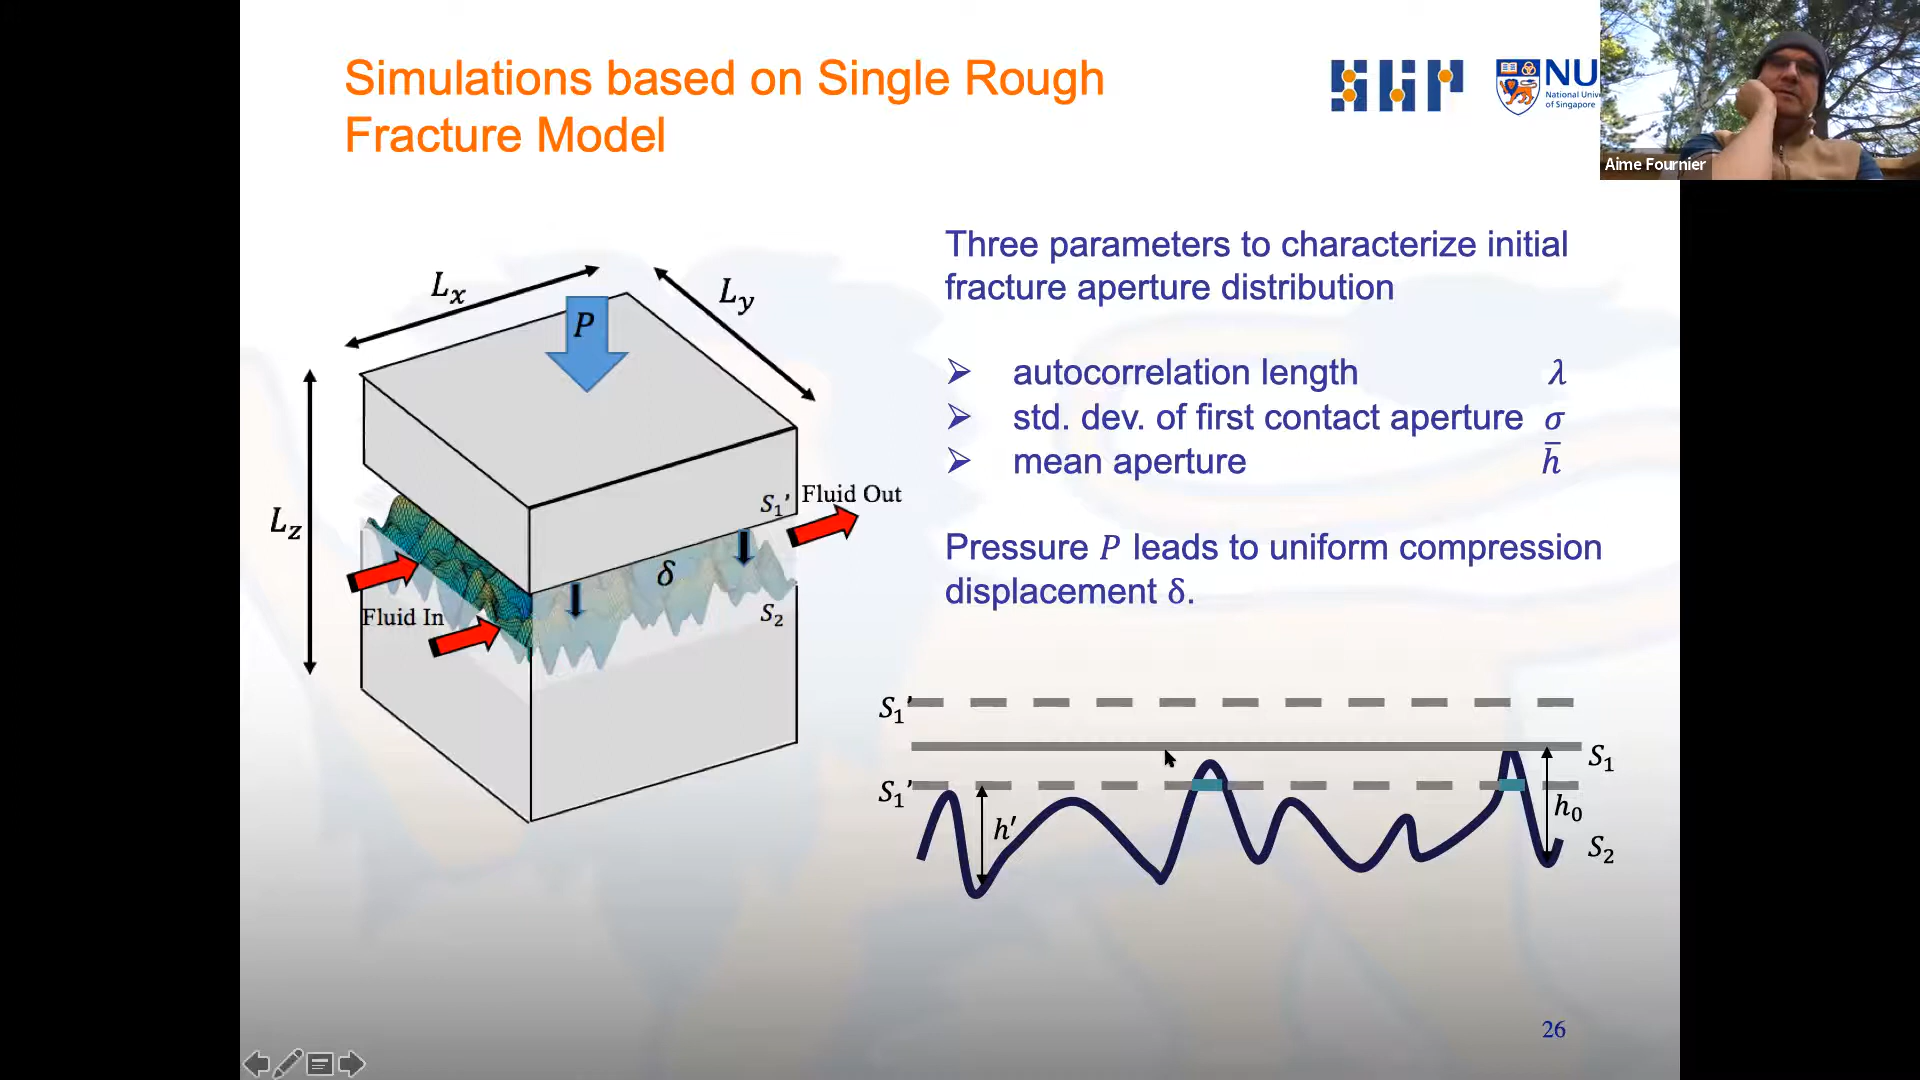 Simulations based on Single Rough
Fracture Model
SHP
NU
National Univ
of Singapore
Aime Fournier
Three parameters to characterize initial
fracture aperture distribution
➢ autocorrelation length λ
➢ std. dev. of first contact aperture σ
➢ mean aperture h̄
Pressure P leads to uniform compression
displacement δ.
Lx
Ly
P
Lz
S1’
Fluid Out
δ
Fluid In
S2
S1’
S1
S1’
h′
h0
S2
26